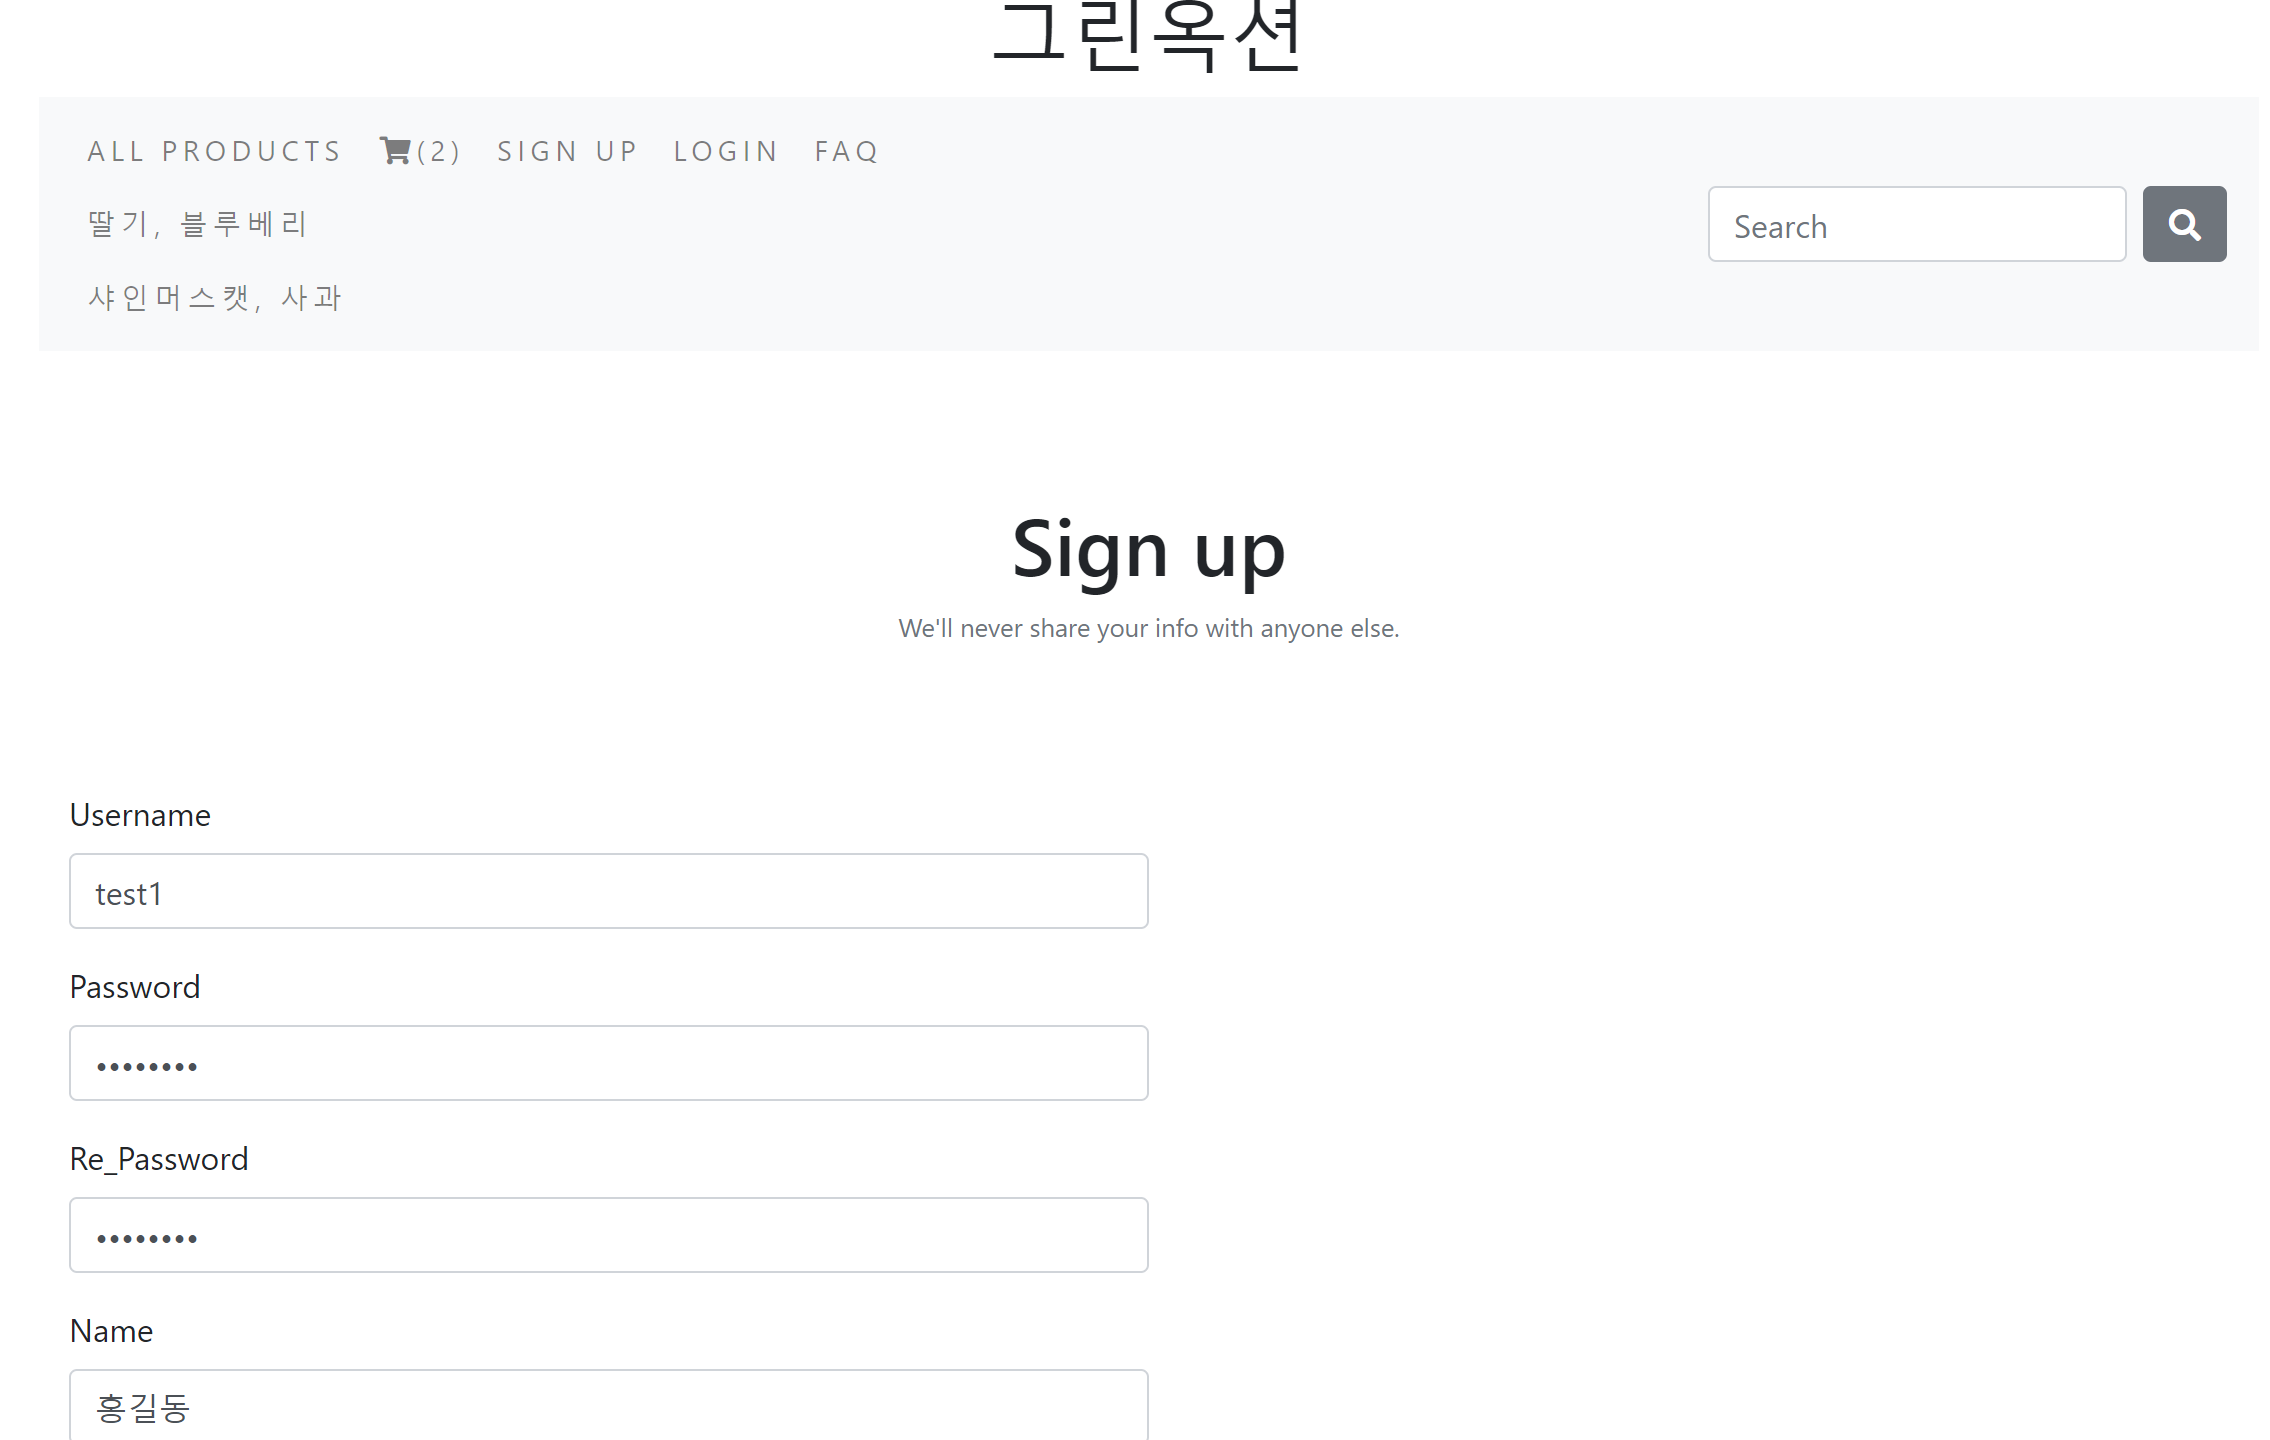 그린옥션
ALL PRODUCTS (2) SIGN UP LOGIN FAQ
딸기, 블루베리
샤인머스캣, 사과
Search
Sign up
We'll never share your info with anyone else.
Username
test1
Password
••••••••
Re_Password
••••••••
Name
홍길동